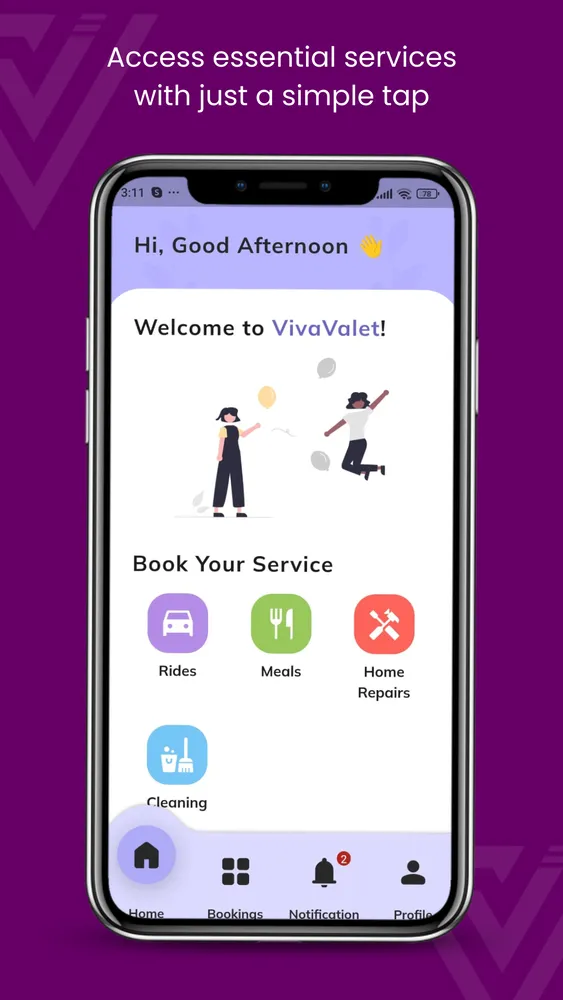 Access essential services
with just a simple tap
3:11
78
Hi, Good Afternoon 👋
Welcome to VivaValet!
Book Your Service
Rides
Meals
Home
Repairs
Cleaning
2
Home
Bookings
Notification
Profile